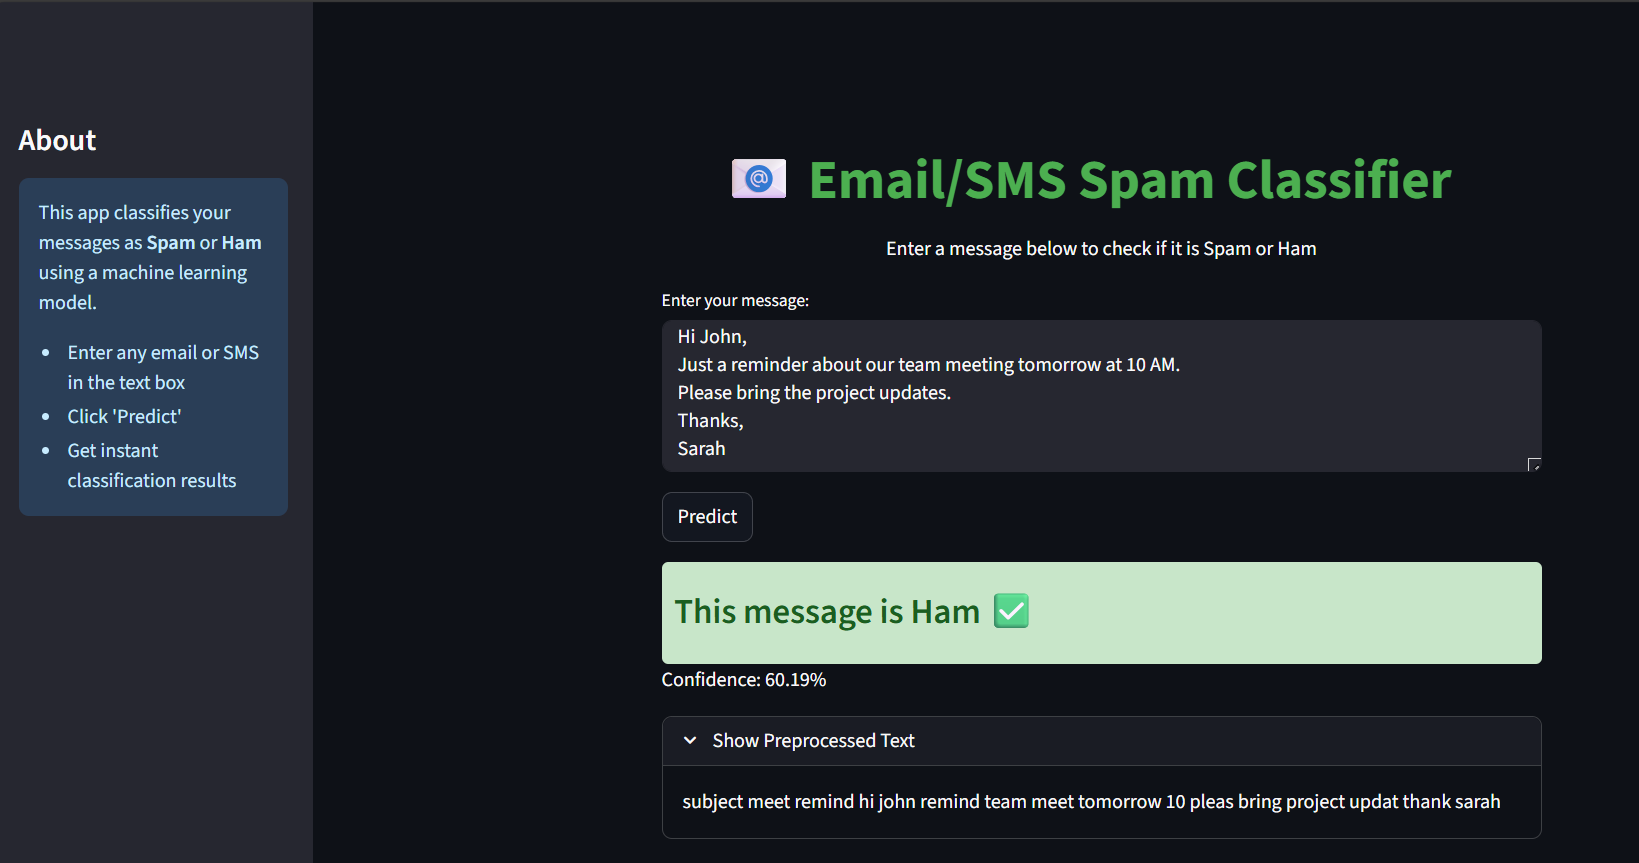 About
This app classifies your
messages as Spam or Ham
using a machine learning
model.
Enter any email or SMS
in the text box
Click 'Predict'
Get instant
classification results
Email/SMS Spam Classifier
Enter a message below to check if it is Spam or Ham
Enter your message:
Hi John,
Just a reminder about our team meeting tomorrow at 10 AM.
Please bring the project updates.
Thanks,
Sarah
Predict
This message is Ham
Confidence: 60.19%
Show Preprocessed Text
subject meet remind hi john remind team meet tomorrow 10 pleas bring project updat thank sarah